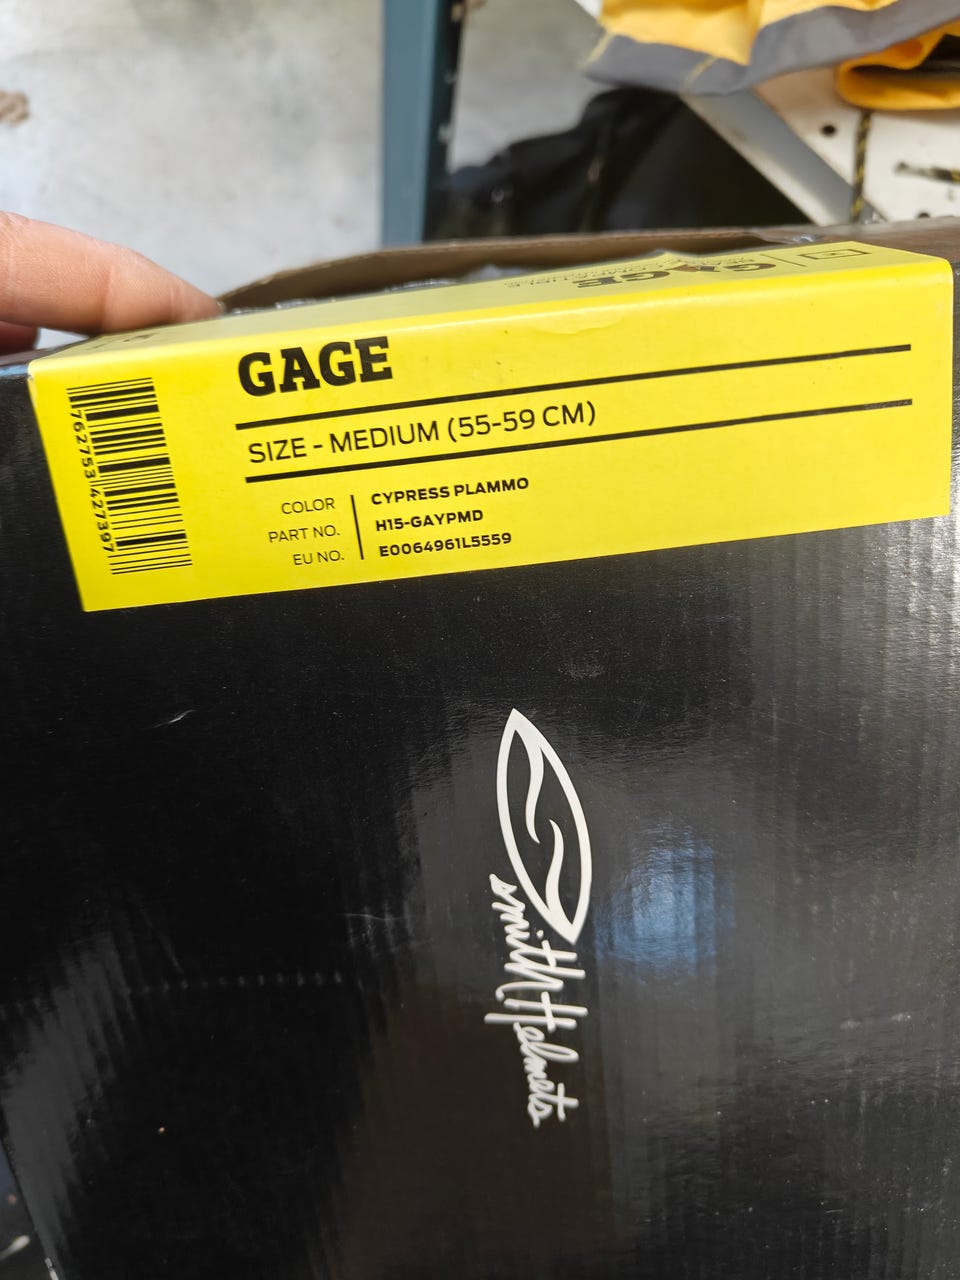 GAGE
GAGE
SIZE - MEDIUM (55-59 CM)
COLOR CYPRESS PLAMMO
PART NO. H15-GAYPMD
EU NO. E0064961L5559
762753427397
Smith Helmets